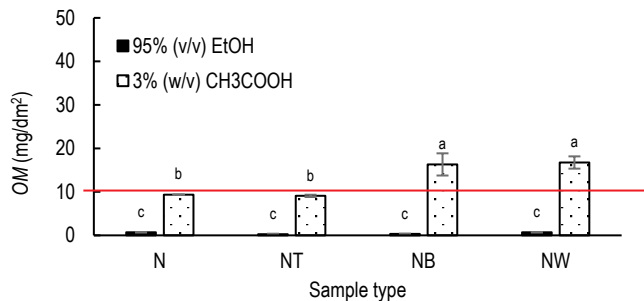 50
40
30
20
10
0
OM (mg/dm²)
95% (v/v) EtOH
3% (w/v) CH3COOH
c b c b c a c a
N NT NB NW
Sample type